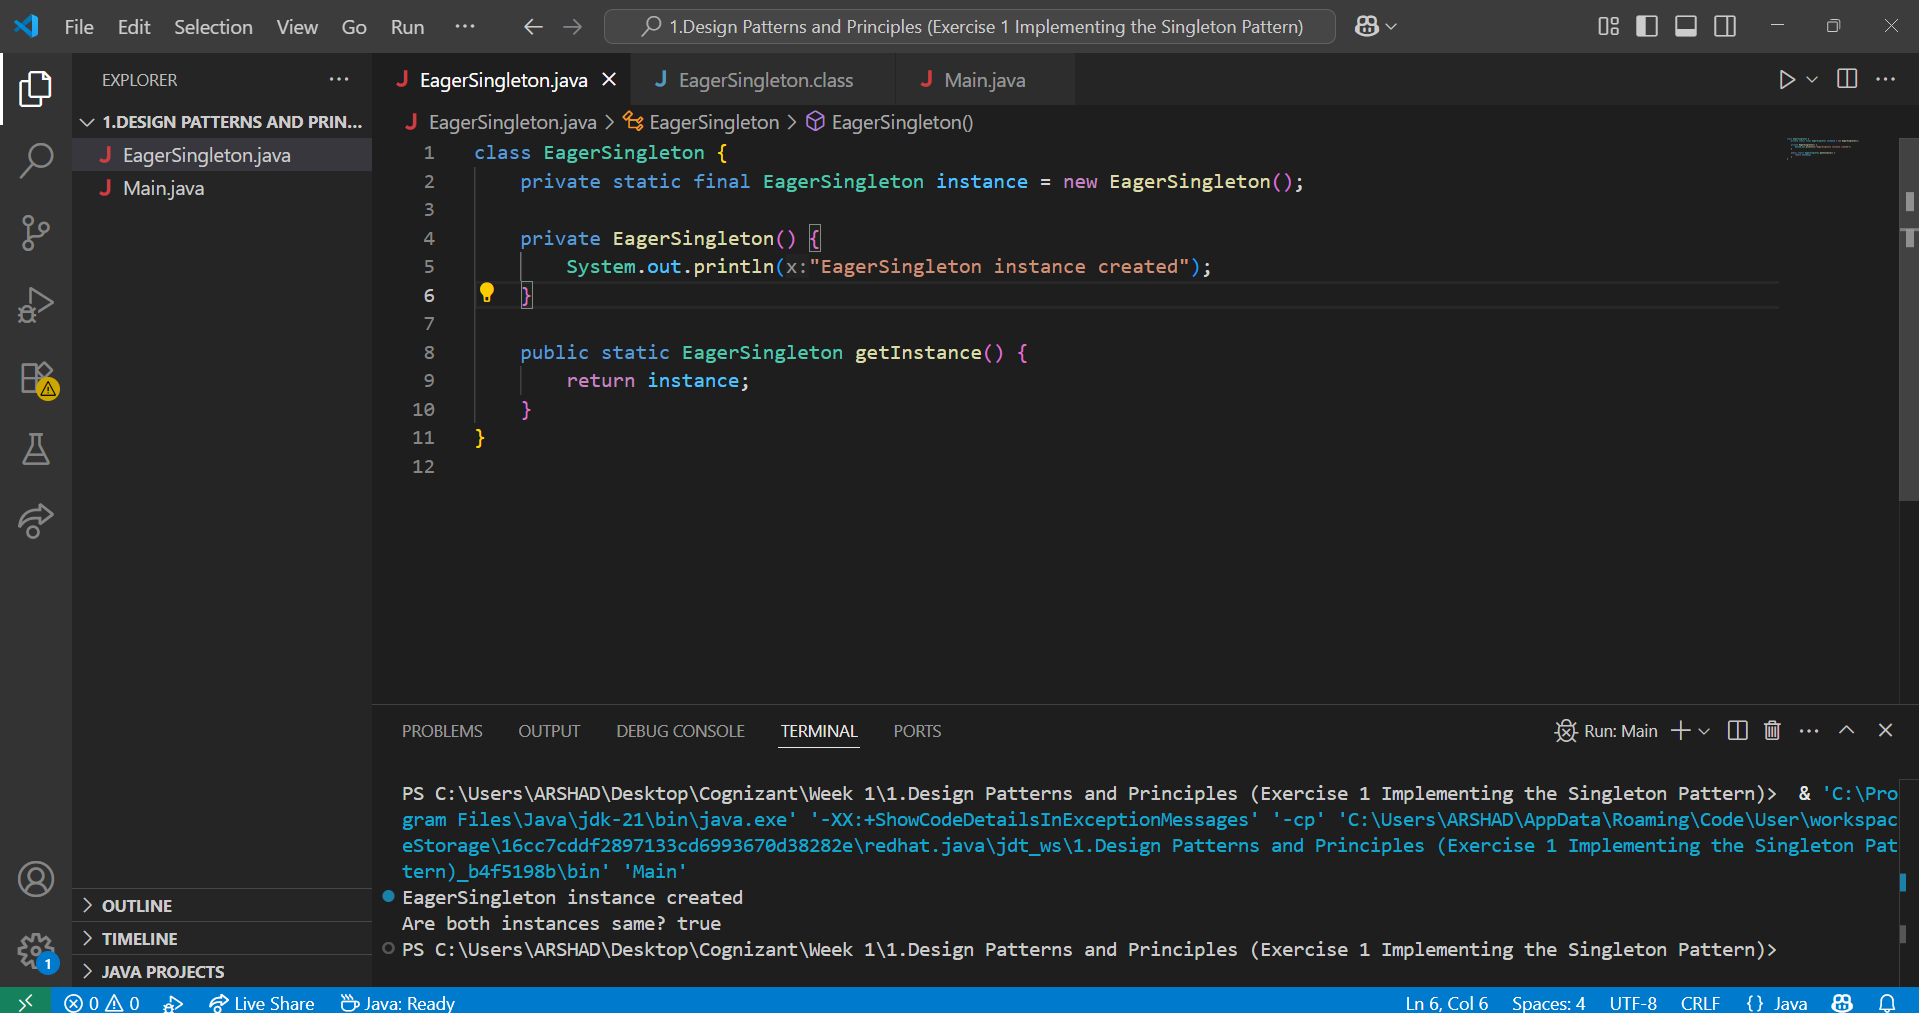 File Edit Selection View Go Run ··· 1.Design Patterns and Principles (Exercise 1 Implementing the Singleton Pattern)
EXPLORER ···
1.DESIGN PATTERNS AND PRIN...
J EagerSingleton.java
J Main.java
OUTLINE
TIMELINE
JAVA PROJECTS
1
J EagerSingleton.java J EagerSingleton.class J Main.java
J EagerSingleton.java > EagerSingleton > EagerSingleton()
1 class EagerSingleton {
2 private static final EagerSingleton instance = new EagerSingleton();
3
4 private EagerSingleton() {
5 System.out.println(x:"EagerSingleton instance created");
6 }
7
8 public static EagerSingleton getInstance() {
9 return instance;
10 }
11 }
12
PROBLEMS OUTPUT DEBUG CONSOLE TERMINAL PORTS Run: Main
PS C:\Users\ARSHAD\Desktop\Cognizant\Week 1\1.Design Patterns and Principles (Exercise 1 Implementing the Singleton Pattern)> & 'C:\Pro
gram Files\Java\jdk-21\bin\java.exe' '-XX:+ShowCodeDetailsInExceptionMessages' '-cp' 'C:\Users\ARSHAD\AppData\Roaming\Code\User\workspac
eStorage\16cc7cddf2897133cd6993670d38282e\redhat.java\jdt_ws\1.Design Patterns and Principles (Exercise 1 Implementing the Singleton Pat
tern)_b4f5198b\bin' 'Main'
EagerSingleton instance created
Are both instances same? true
PS C:\Users\ARSHAD\Desktop\Cognizant\Week 1\1.Design Patterns and Principles (Exercise 1 Implementing the Singleton Pattern)>
0 0 Live Share Java: Ready Ln 6, Col 6 Spaces: 4 UTF-8 CRLF {} Java